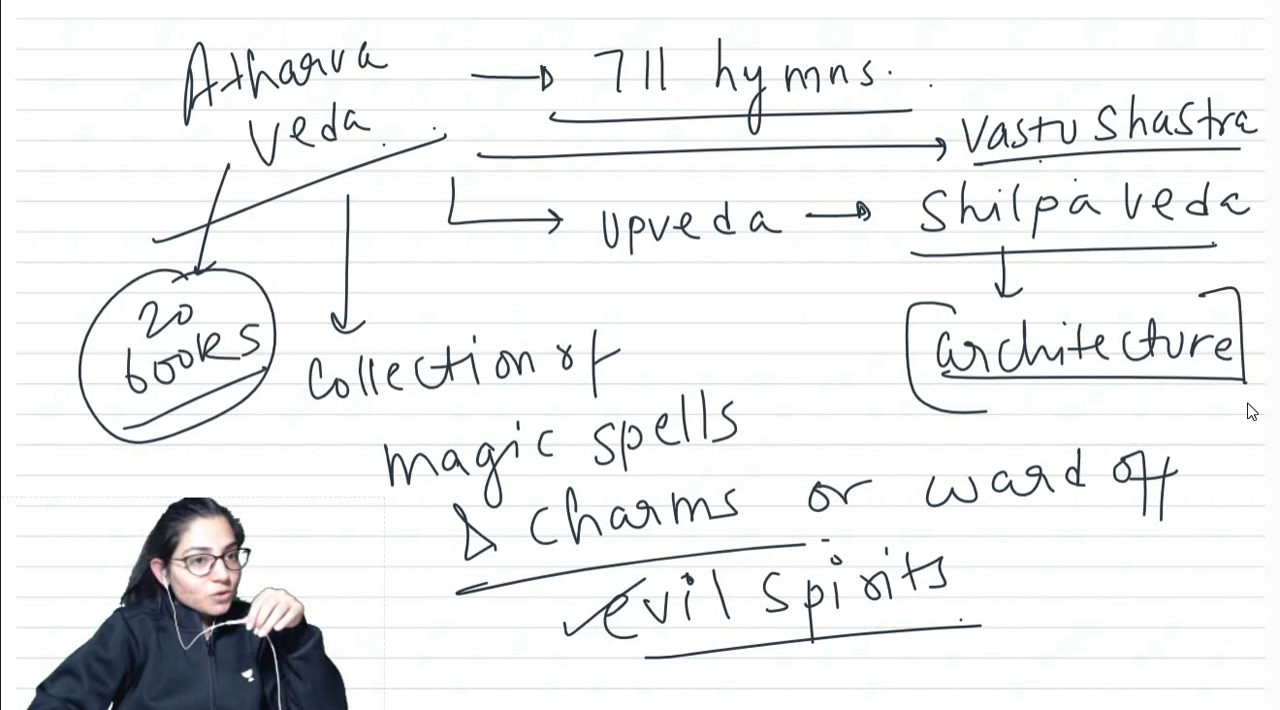 Atharva
Veda.
→ 711 hymns.
→ Vastu Shastra
→ Upveda → Shilpa Veda
↓
architecture
20
books
Collection of
magic spells
& charms or ward off
evil spirits